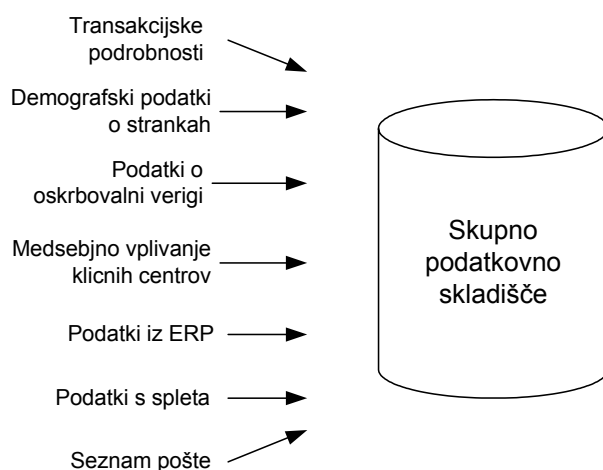 Transakcijske
podrobnosti
Demografski podatki
o strankah
Podatki o
oskrbovalni verigi
Medsebjno vplivanje
klicnih centrov
Podatki iz ERP
Podatki s spleta
Seznam pošte
Skupno
podatkovno
skladišče